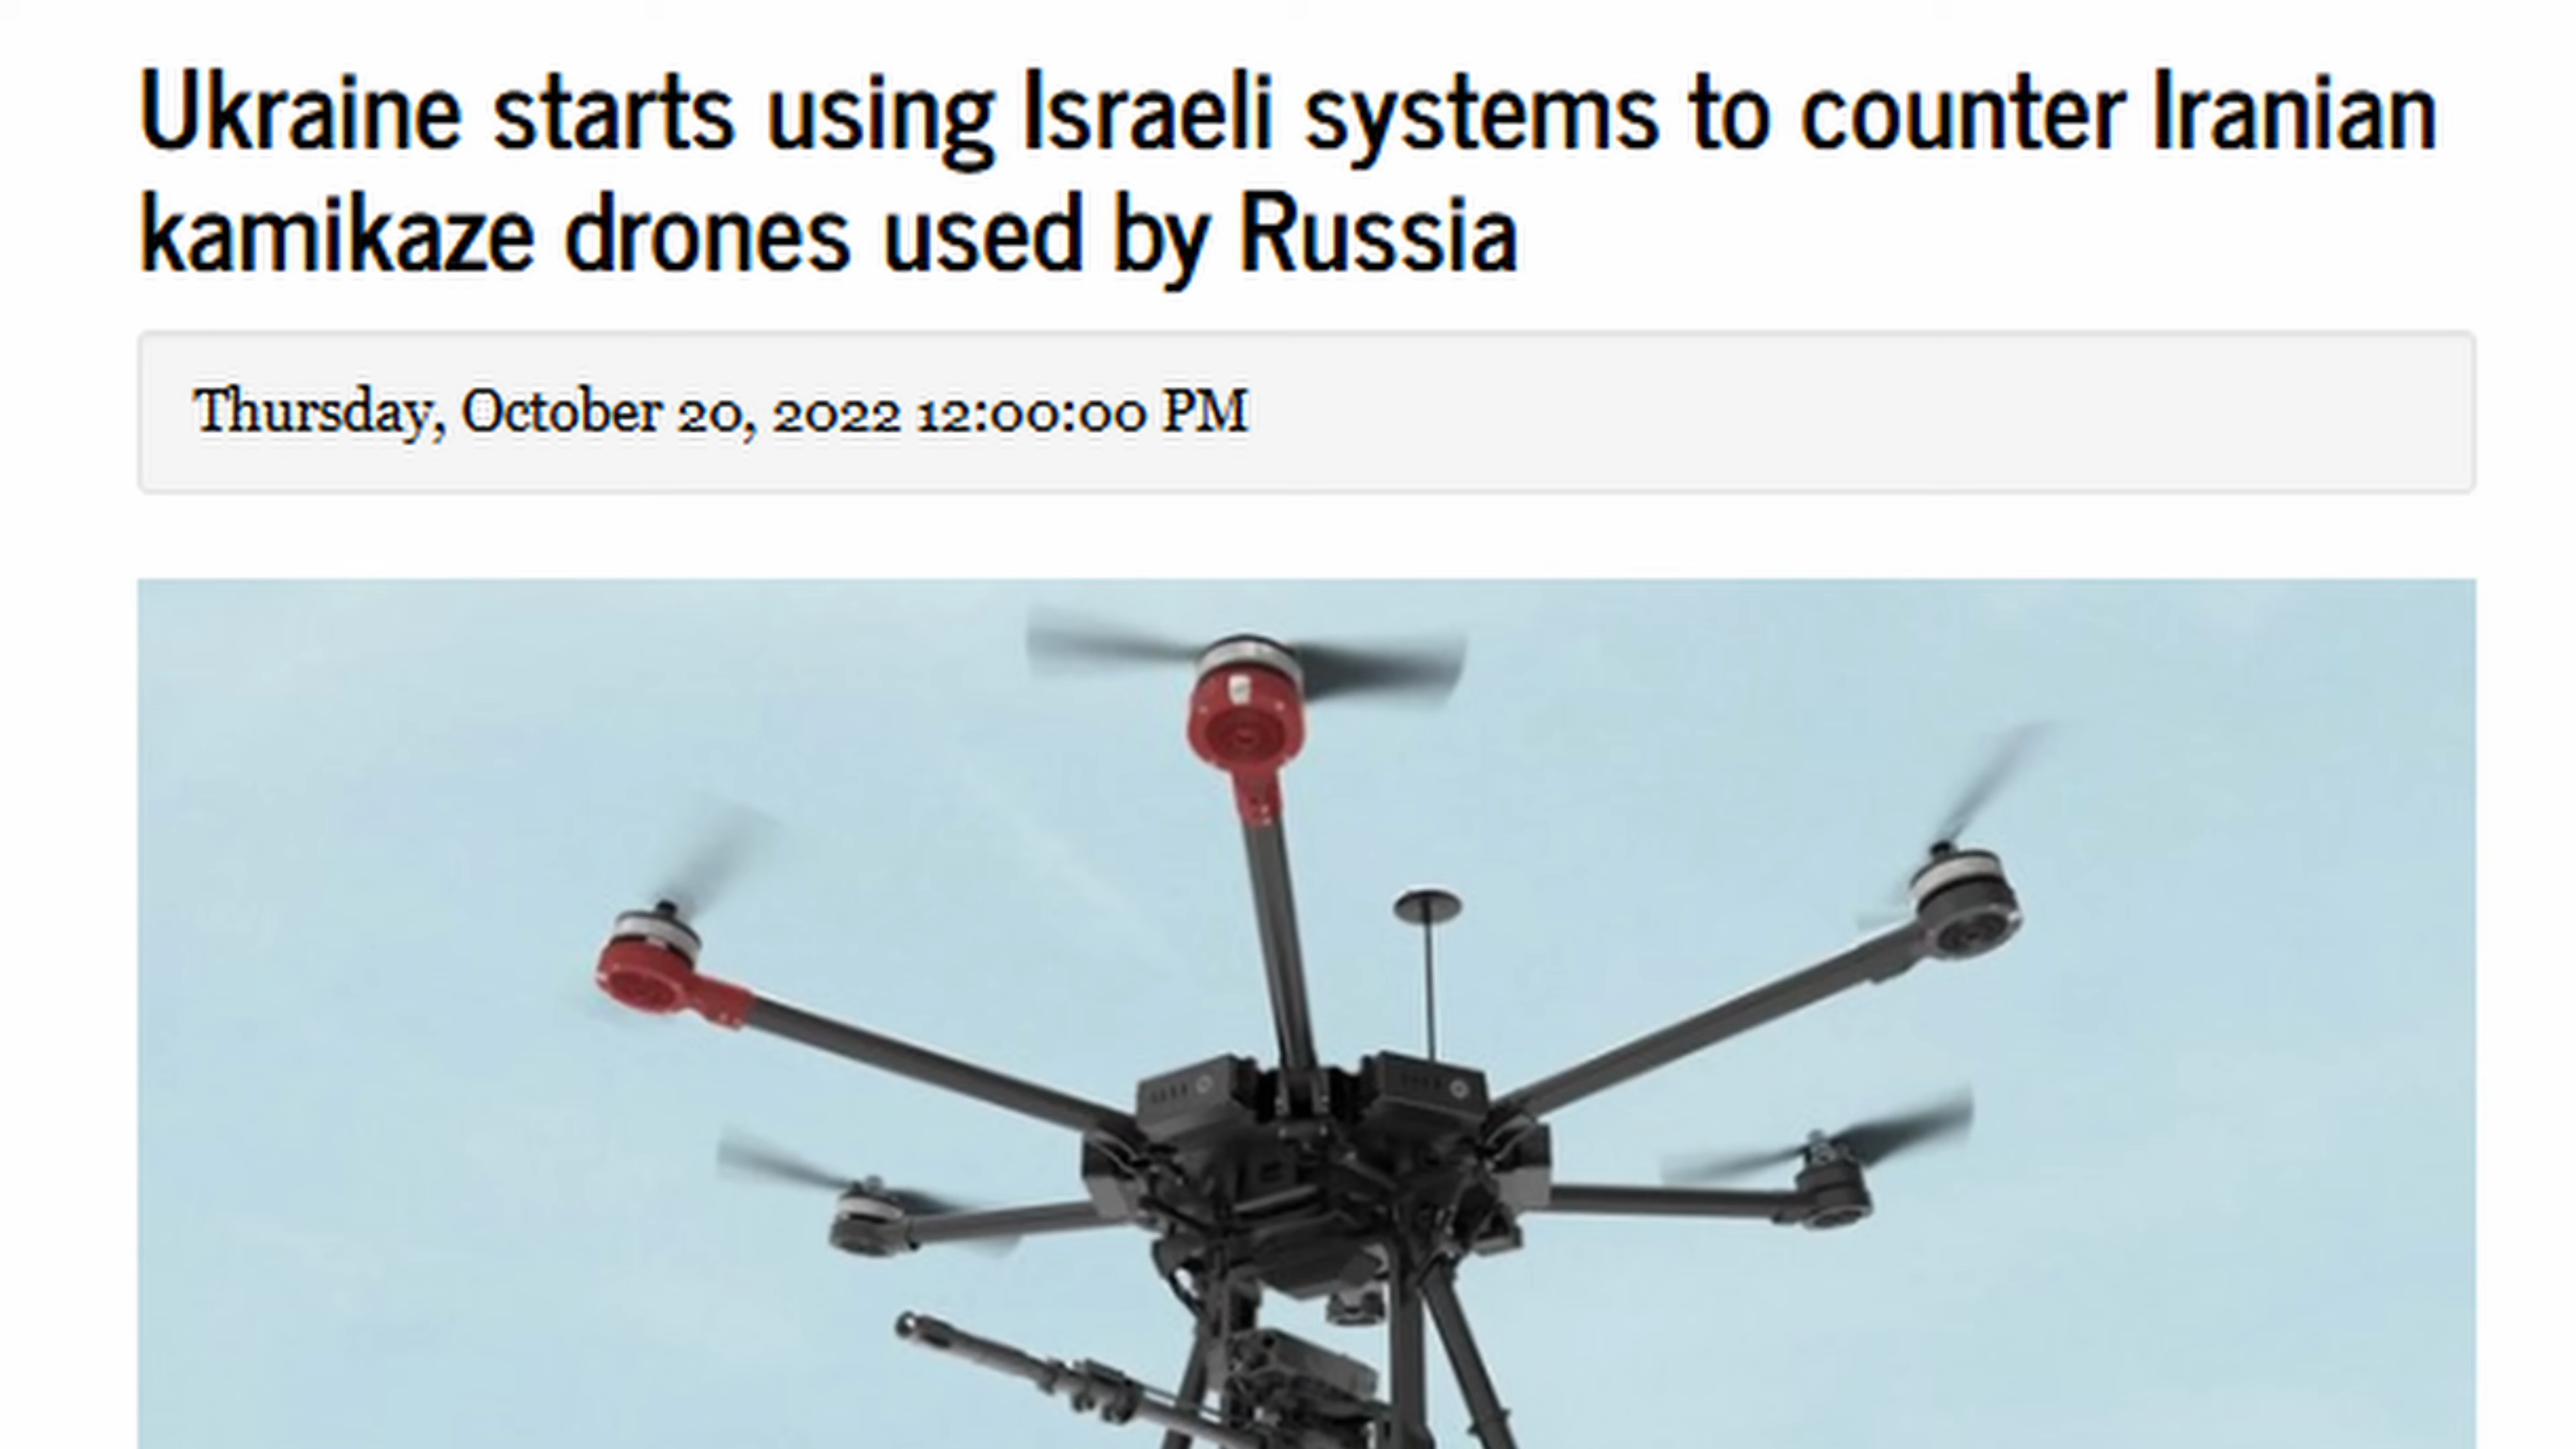 Ukraine starts using Israeli systems to counter Iranian
kamikaze drones used by Russia
Thursday, October 20, 2022 12:00:00 PM